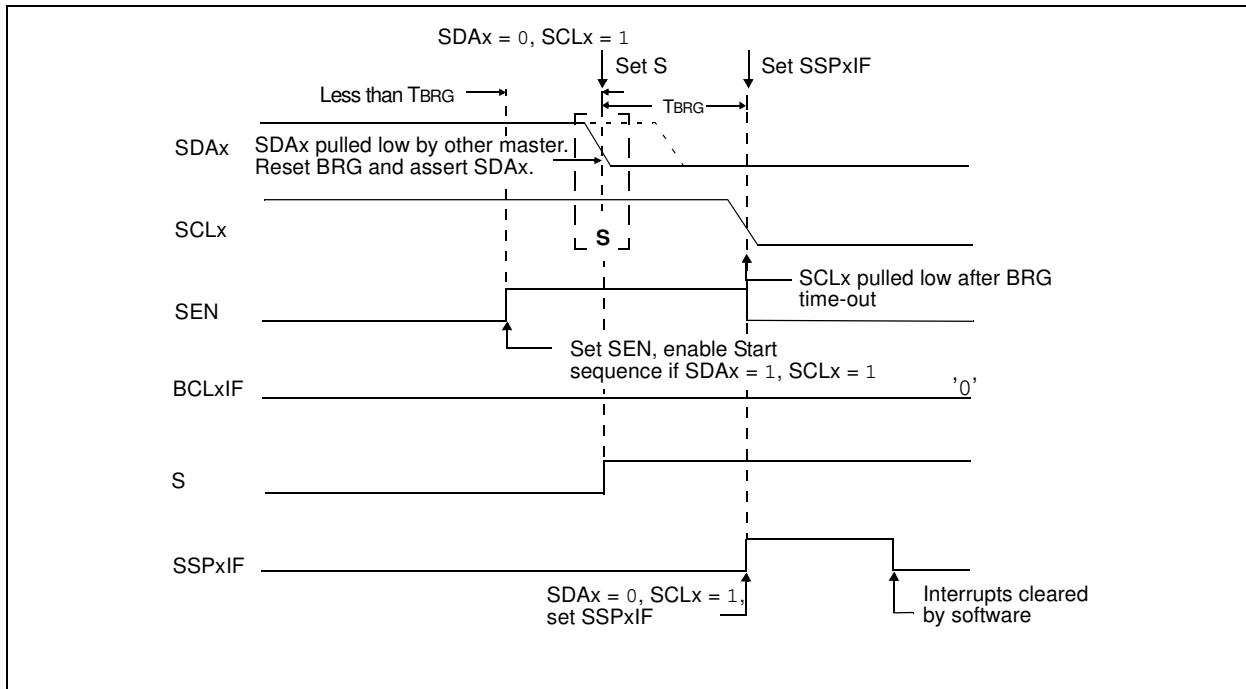 SDAx = 0, SCLx = 1
Set S
Set SSPxIF
Less than TBRG
TBRG
SDAx
SDAx pulled low by other master.
Reset BRG and assert SDAx.
SCLx
S
SCLx pulled low after BRG
time-out
SEN
Set SEN, enable Start
sequence if SDAx = 1, SCLx = 1
BCLxIF
'0'
S
SSPxIF
SDAx = 0, SCLx = 1,
set SSPxIF
Interrupts cleared
by software